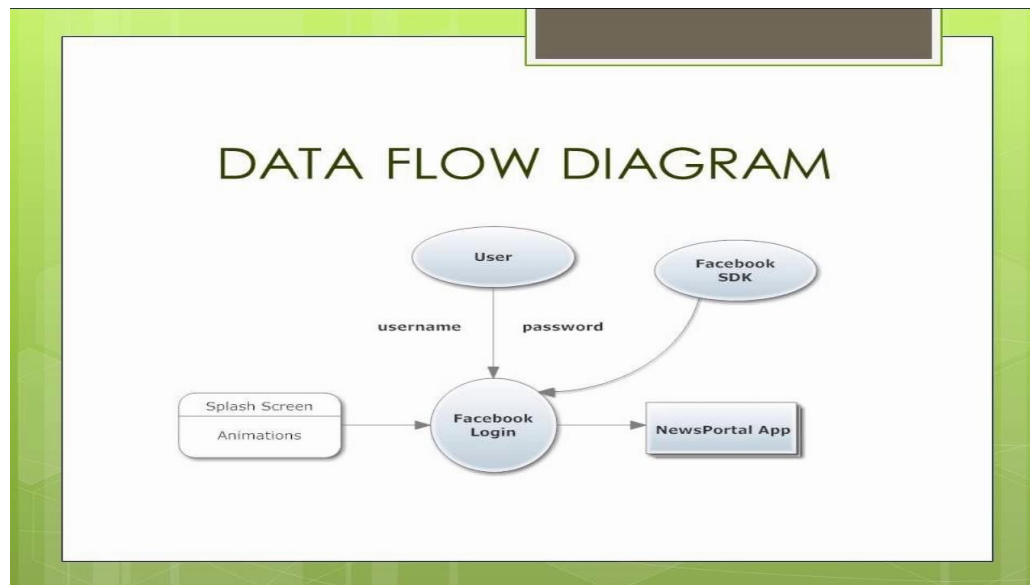 DATA FLOW DIAGRAM
User
Facebook
SDK
username
password
Splash Screen
Animations
Facebook
Login
NewsPortal App